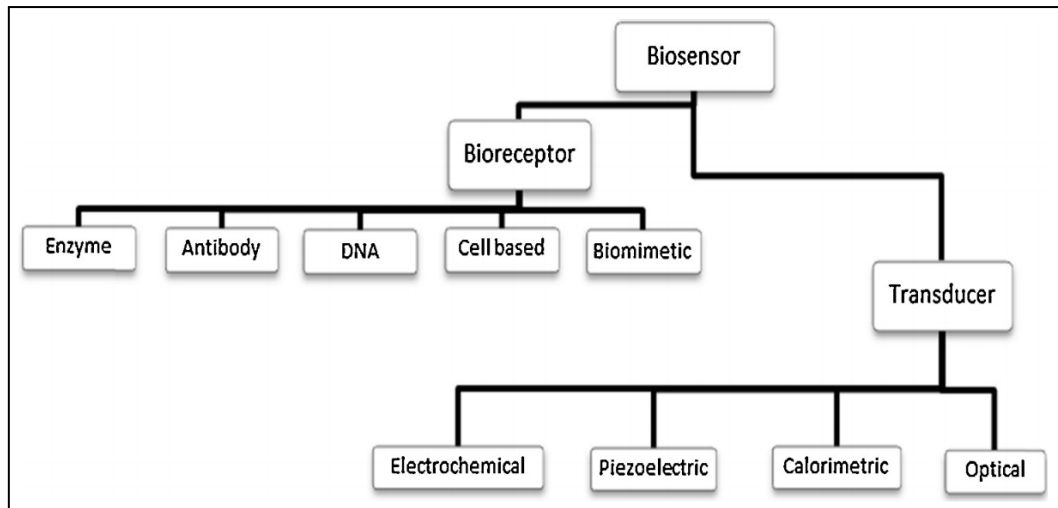 Biosensor
Bioreceptor
Enzyme
Antibody
DNA
Cell based
Biomimetic
Transducer
Electrochemical
Piezoelectric
Calorimetric
Optical